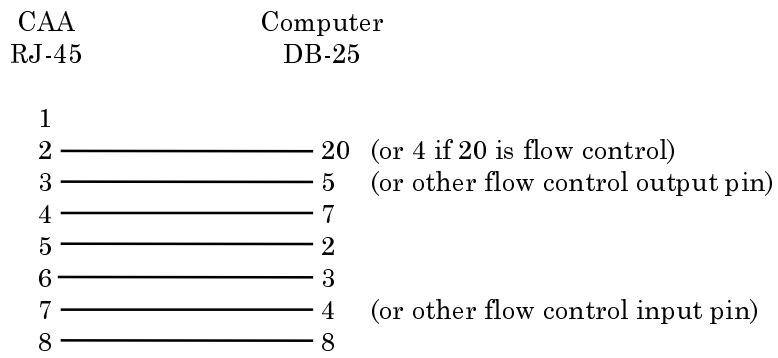 CAA Computer
RJ-45 DB-25
1
2 20 (or 4 if 20 is flow control)
3 5 (or other flow control output pin)
4 7
5 2
6 3
7 4 (or other flow control input pin)
8 8